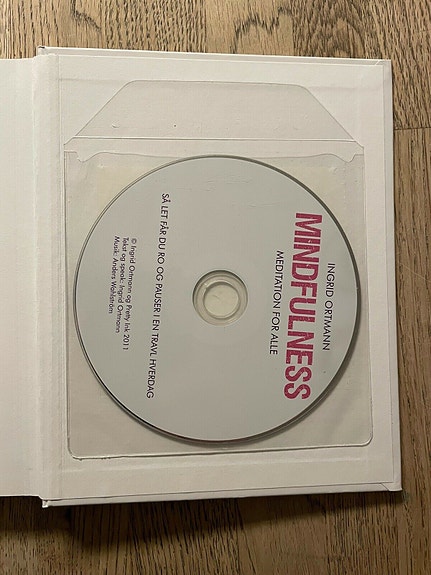 INGRID ORTMANN
MINDFULNESS
MEDITATION FOR ALLE
SÅ LET FÅR DU RO OG PAUSER I EN TRAVL HVERDAG
© Ingrid Ortmann og Pretty Ink 2011
Tekst og speak: Ingrid Ortmann
Musik: Anders Wahlström